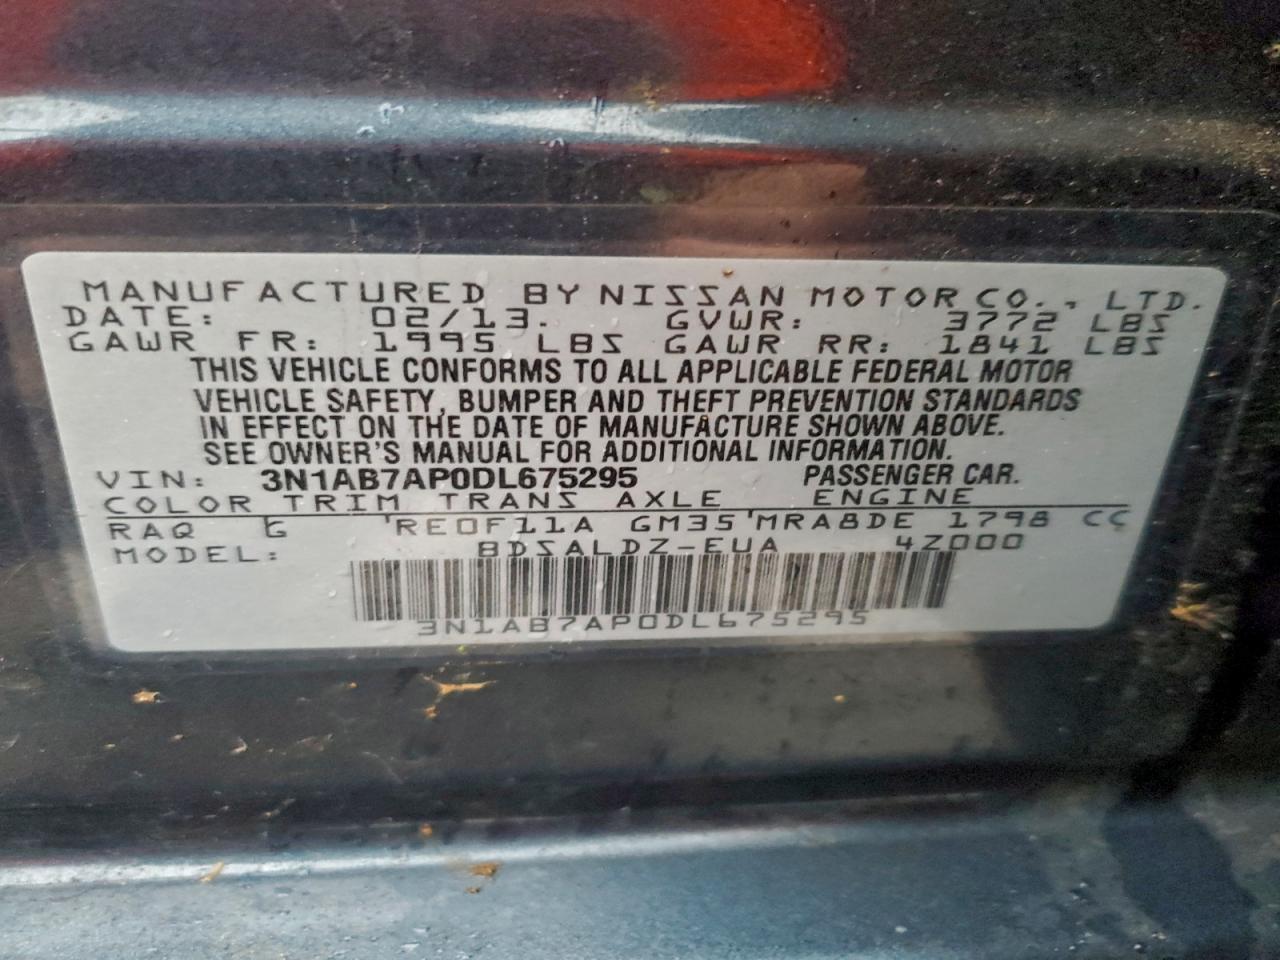 MANUFACTURED BY NISSAN MOTOR CO., LTD.
DATE: 02/13. GVWR: 3772 LBS
GAWR FR: 1995 LBS GAWR RR: 1841 LBS
THIS VEHICLE CONFORMS TO ALL APPLICABLE FEDERAL MOTOR
VEHICLE SAFETY, BUMPER AND THEFT PREVENTION STANDARDS
IN EFFECT ON THE DATE OF MANUFACTURE SHOWN ABOVE.
SEE OWNER'S MANUAL FOR ADDITIONAL INFORMATION.
VIN: 3N1AB7AP0DL675295 PASSENGER CAR.
COLOR TRIM TRANS AXLE ENGINE
RAQ G RE0F11A GM35 MRA8DE 1798 CC
MODEL: BDSALDZ-EUA 4Z000
3N1AB7AP0DL675295